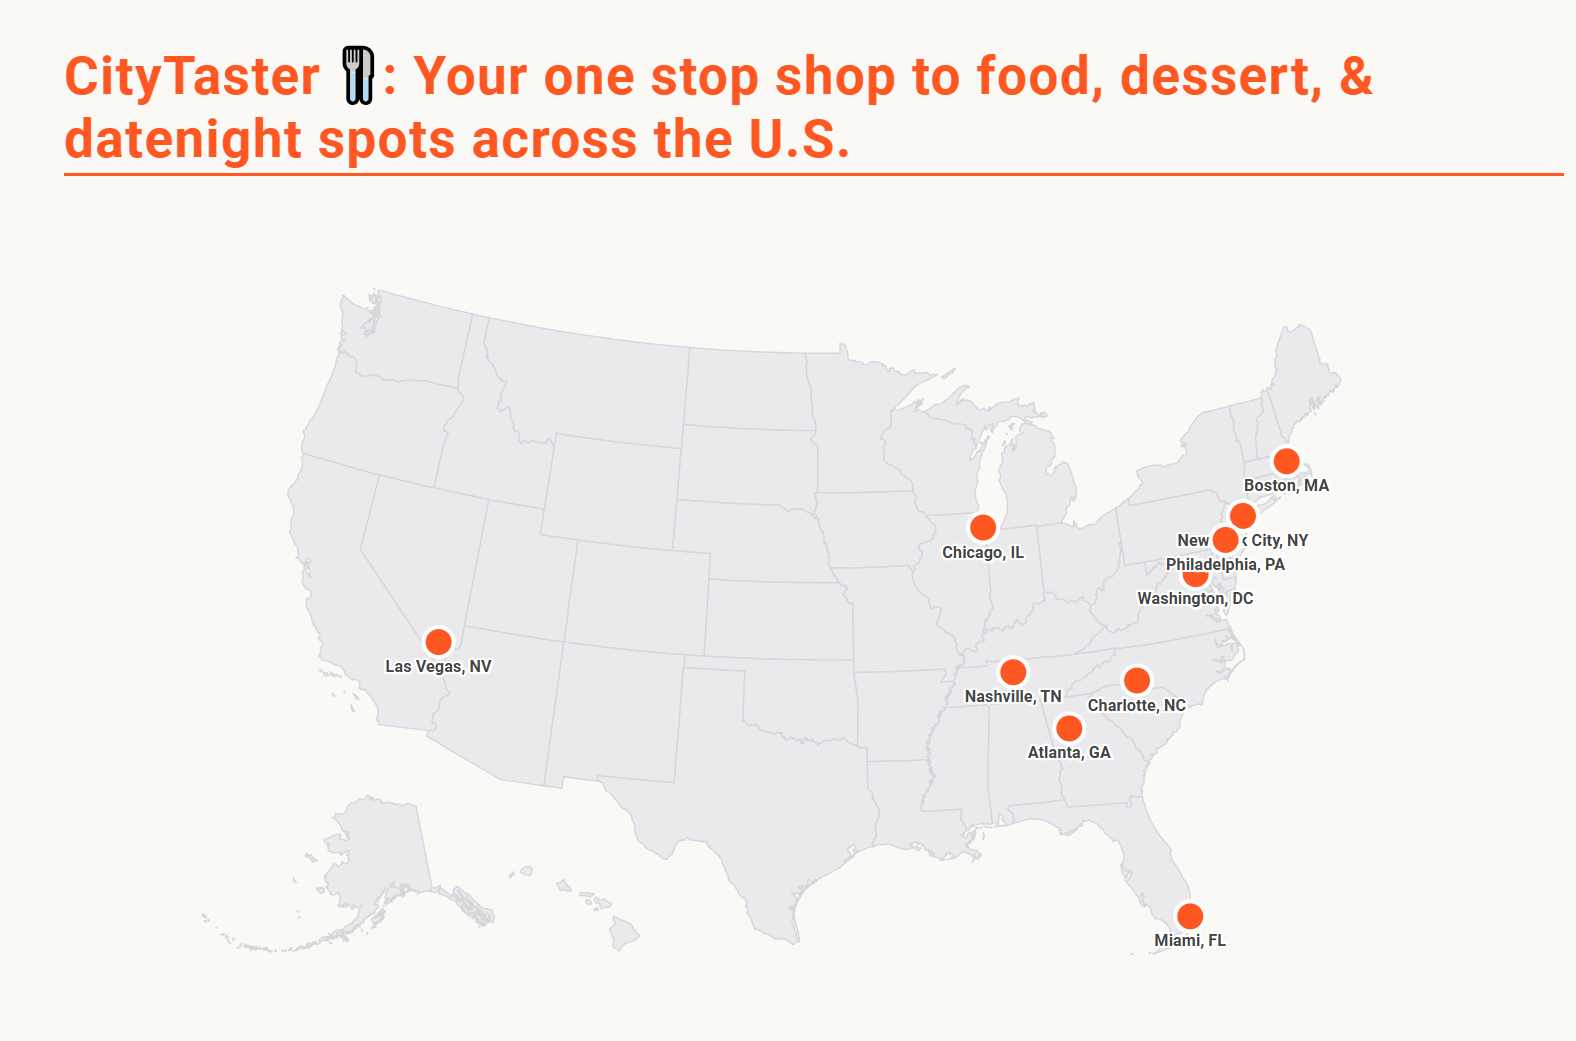 CityTaster 🍴: Your one stop shop to food, dessert, &
datenight spots across the U.S.
Boston, MA
New k City, NY
Chicago, IL
Philadelphia, PA
Washington, DC
Las Vegas, NV
Nashville, TN
Charlotte, NC
Atlanta, GA
Miami, FL